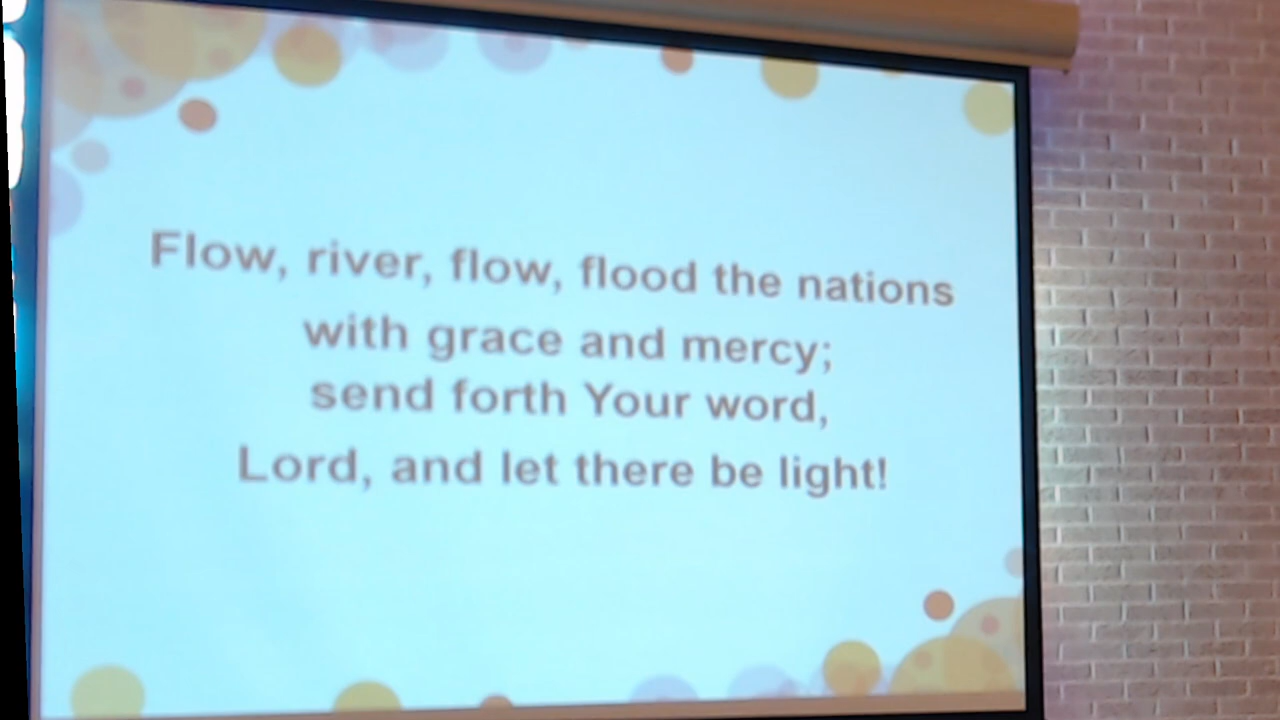 Flow, river, flow, flood the nations
with grace and mercy;
send forth Your word,
Lord, and let there be light!